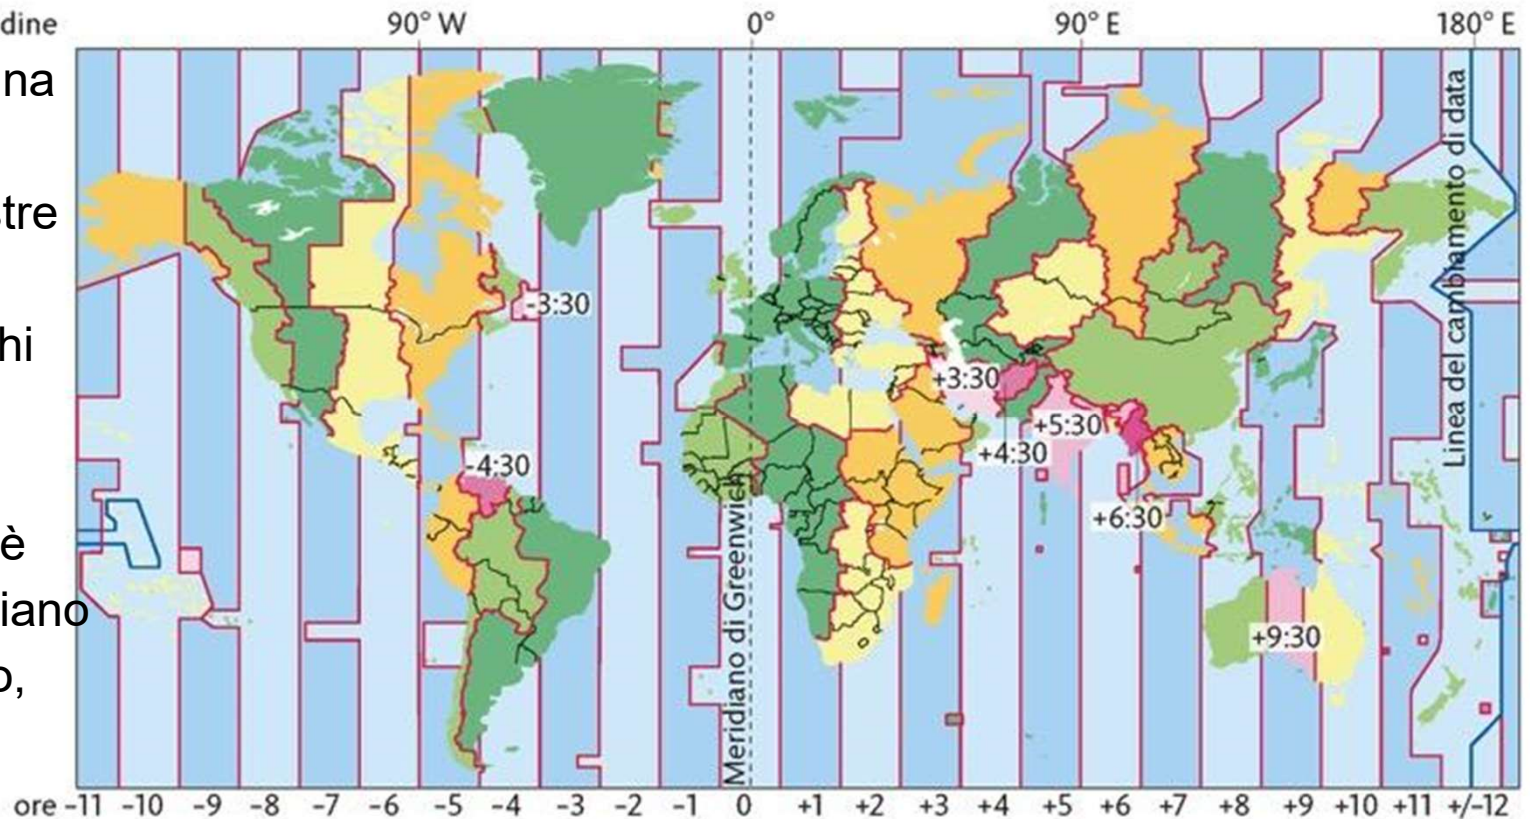 dine 90° W 0° 90° E 180° E
na
stre
hi
è
iano
o,
-3:30
+3:30
+5:30
+4:30
-4:30
+6:30
+9:30
Meridiano di Greenwich
Linea del cambiamento di data
ore -11 -10 -9 -8 -7 -6 -5 -4 -3 -2 -1 0 +1 +2 +3 +4 +5 +6 +7 +8 +9 +10 +11 +/-12